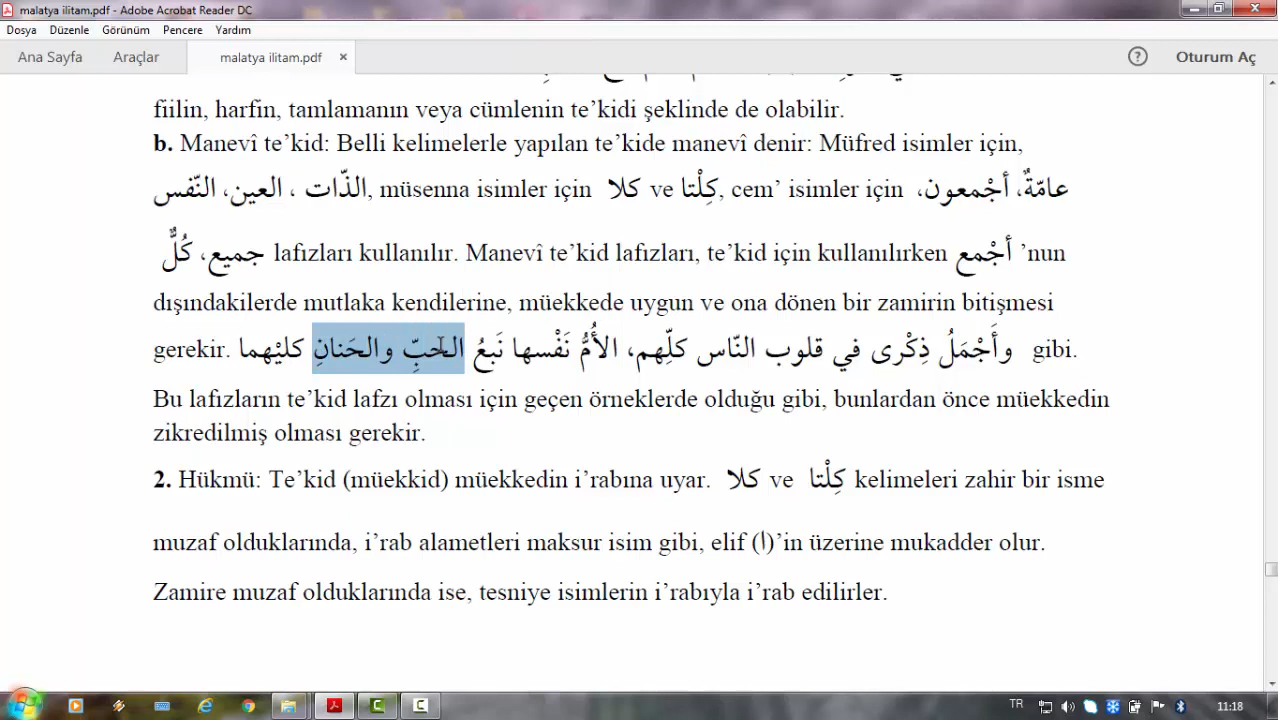 malatya ilitam.pdf - Adobe Acrobat Reader DC
Dosya Düzenle Görünüm Pencere Yardım
Ana Sayfa Araçlar malatya ilitam.pdf × ? Oturum Aç
fiilin, harfin, tamlamanın veya cümlenin te’kidi şeklinde de olabilir.
b. Manevî te’kid: Belli kelimelerle yapılan te’kide manevî denir: Müfred isimler için,
الذّات ، العين، النّفس, müsenna isimler için كلا ve كِلْتا, cem’ isimler için عامّةٌ، أجْمعون،
جميع، كُلٌّ lafızları kullanılır. Manevî te’kid lafızları, te’kid için kullanılırken أجْمع ’nun
dışındakilerde mutlaka kendilerine, müekkede uygun ve ona dönen bir zamirin bitişmesi
gerekir. وأَجْمَلُ ذِكْرى في قلوب النّاس كلِّهم، الأُمُّ نَفْسها نَبعُ الحبِّ والحَنانِ كليْهما gibi.
Bu lafızların te’kid lafzı olması için geçen örneklerde olduğu gibi, bunlardan önce müekkedin
zikredilmiş olması gerekir.
2. Hükmü: Te’kid (müekkid) müekkedin i’rabına uyar. كلا ve كِلْتا kelimeleri zahir bir isme
muzaf olduklarında, i’rab alametleri maksur isim gibi, elif (ا)’in üzerine mukadder olur.
Zamire muzaf olduklarında ise, tesniye isimlerin i’rabıyla i’rab edilirler.
TR 11:18